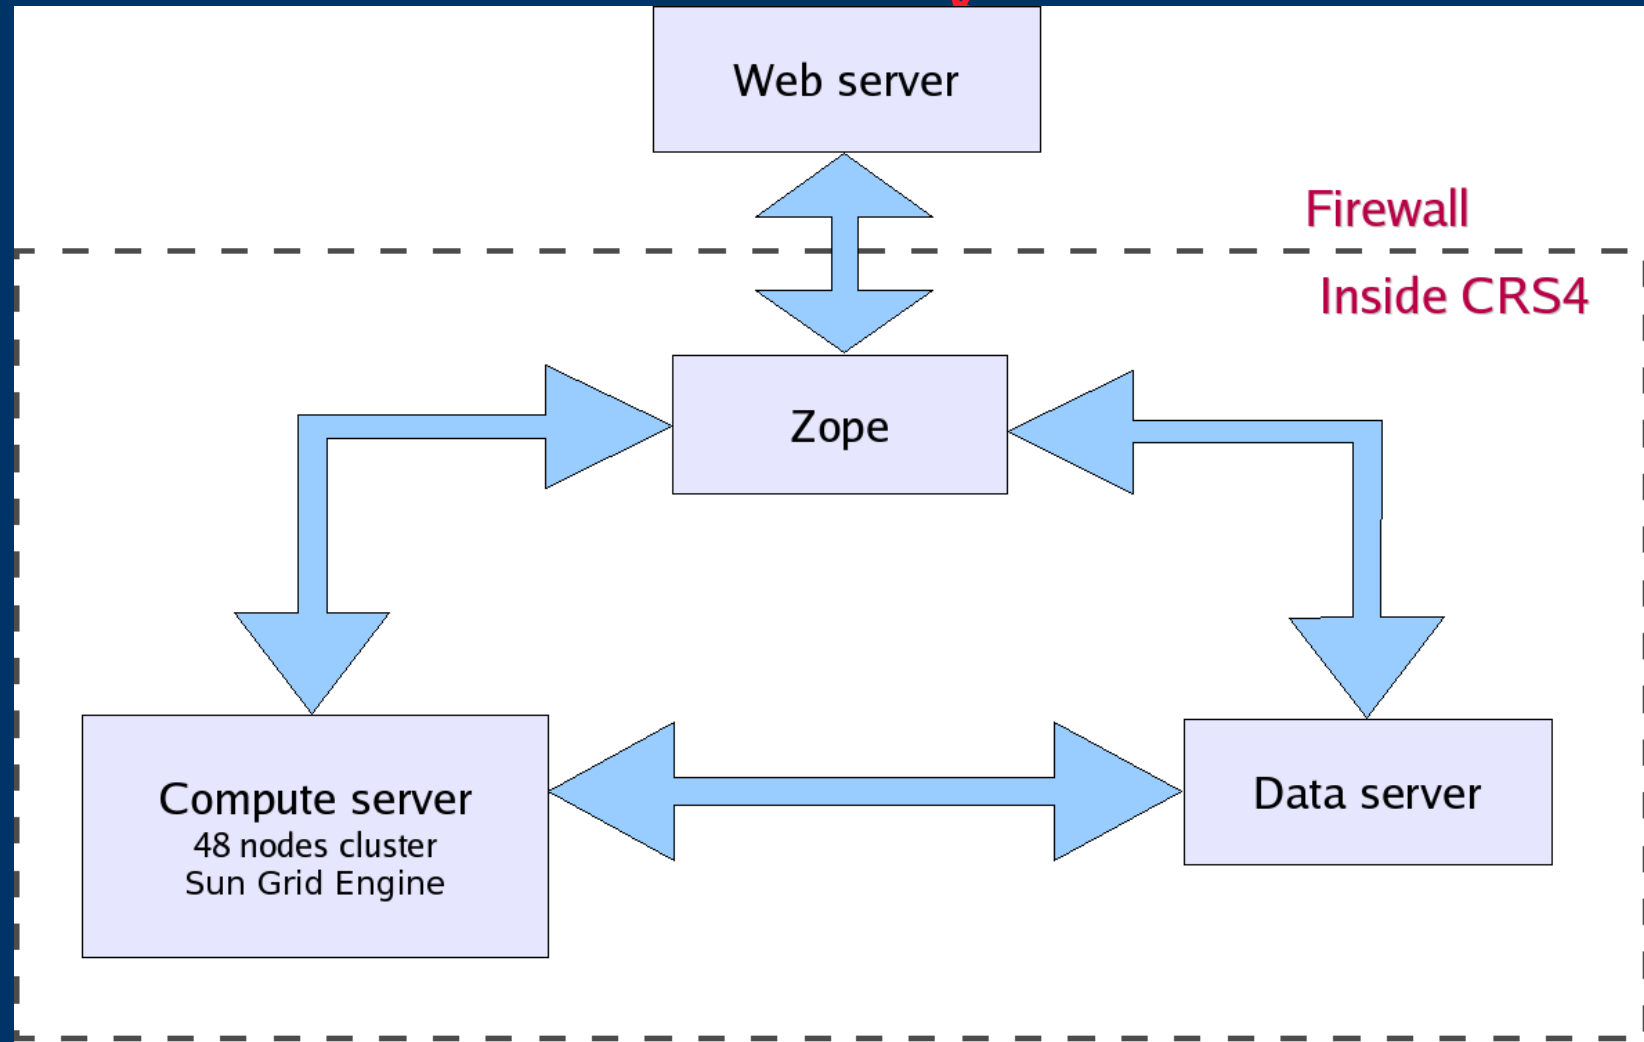 Web server
Firewall
Inside CRS4
Zope
Compute server
48 nodes cluster
Sun Grid Engine
Data server